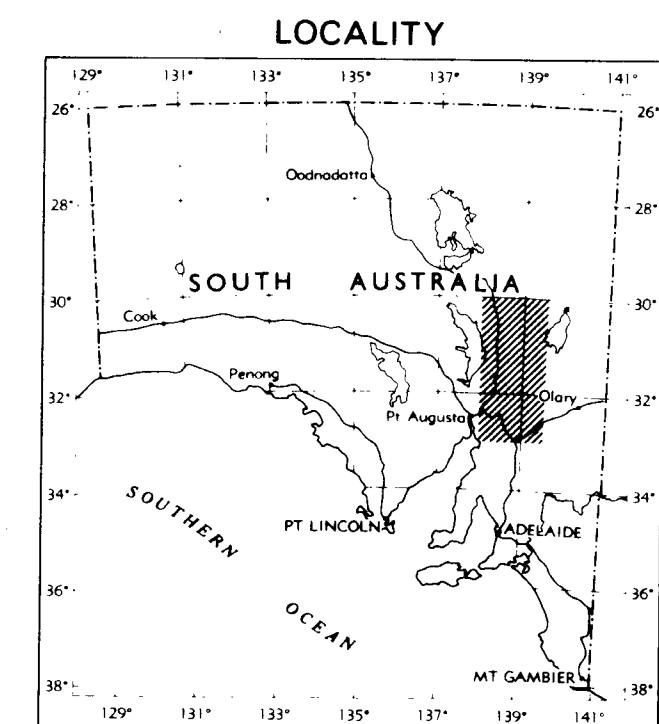 LOCALITY
129° 131° 133° 135° 137° 139° 141°
26° 26°
Oodnadatta
28° 28°
SOUTH AUSTRALIA
30° 30°
Cook
Penong
32° Olary 32°
Pt Augusta
34° 34°
SOUTHERN
PT LINCOLN ADELAIDE
36° 36°
OCEAN
MT GAMBIER
38° 38°
129° 131° 133° 135° 137° 139° 141°